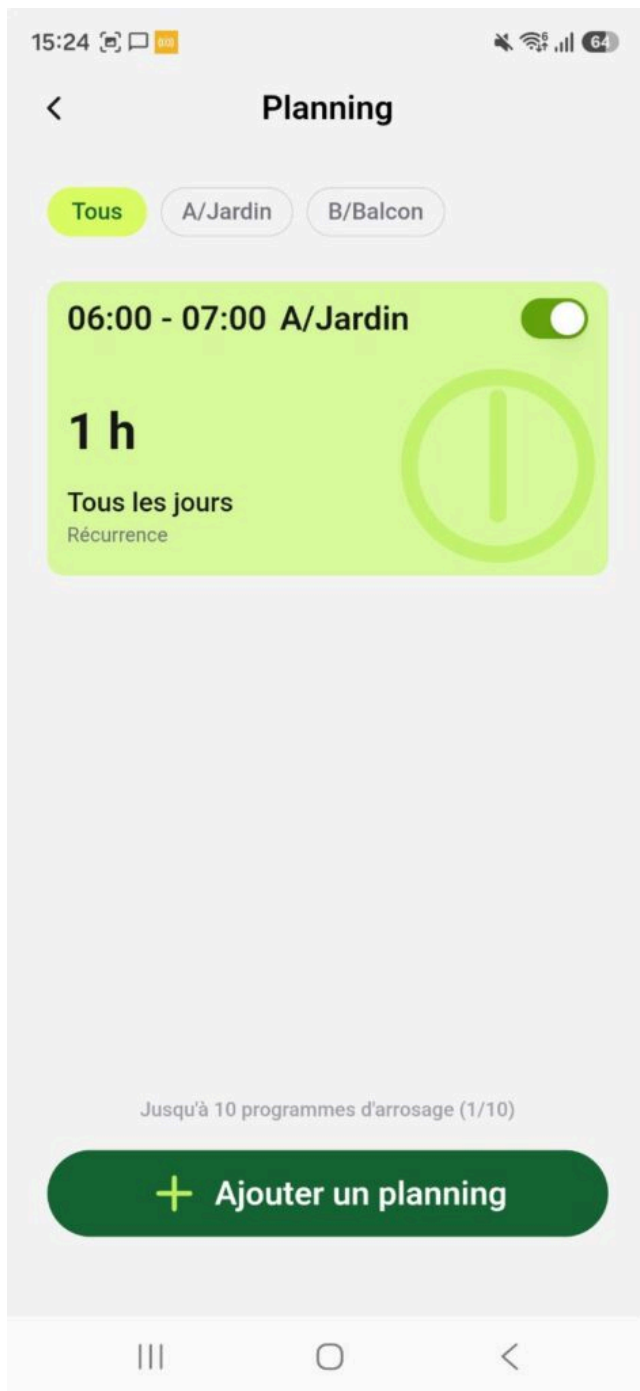 15:24 64
Planning
Tous A/Jardin B/Balcon
06:00 - 07:00 A/Jardin
1 h
Tous les jours
Récurrence
Jusqu'à 10 programmes d'arrosage (1/10)
+ Ajouter un planning